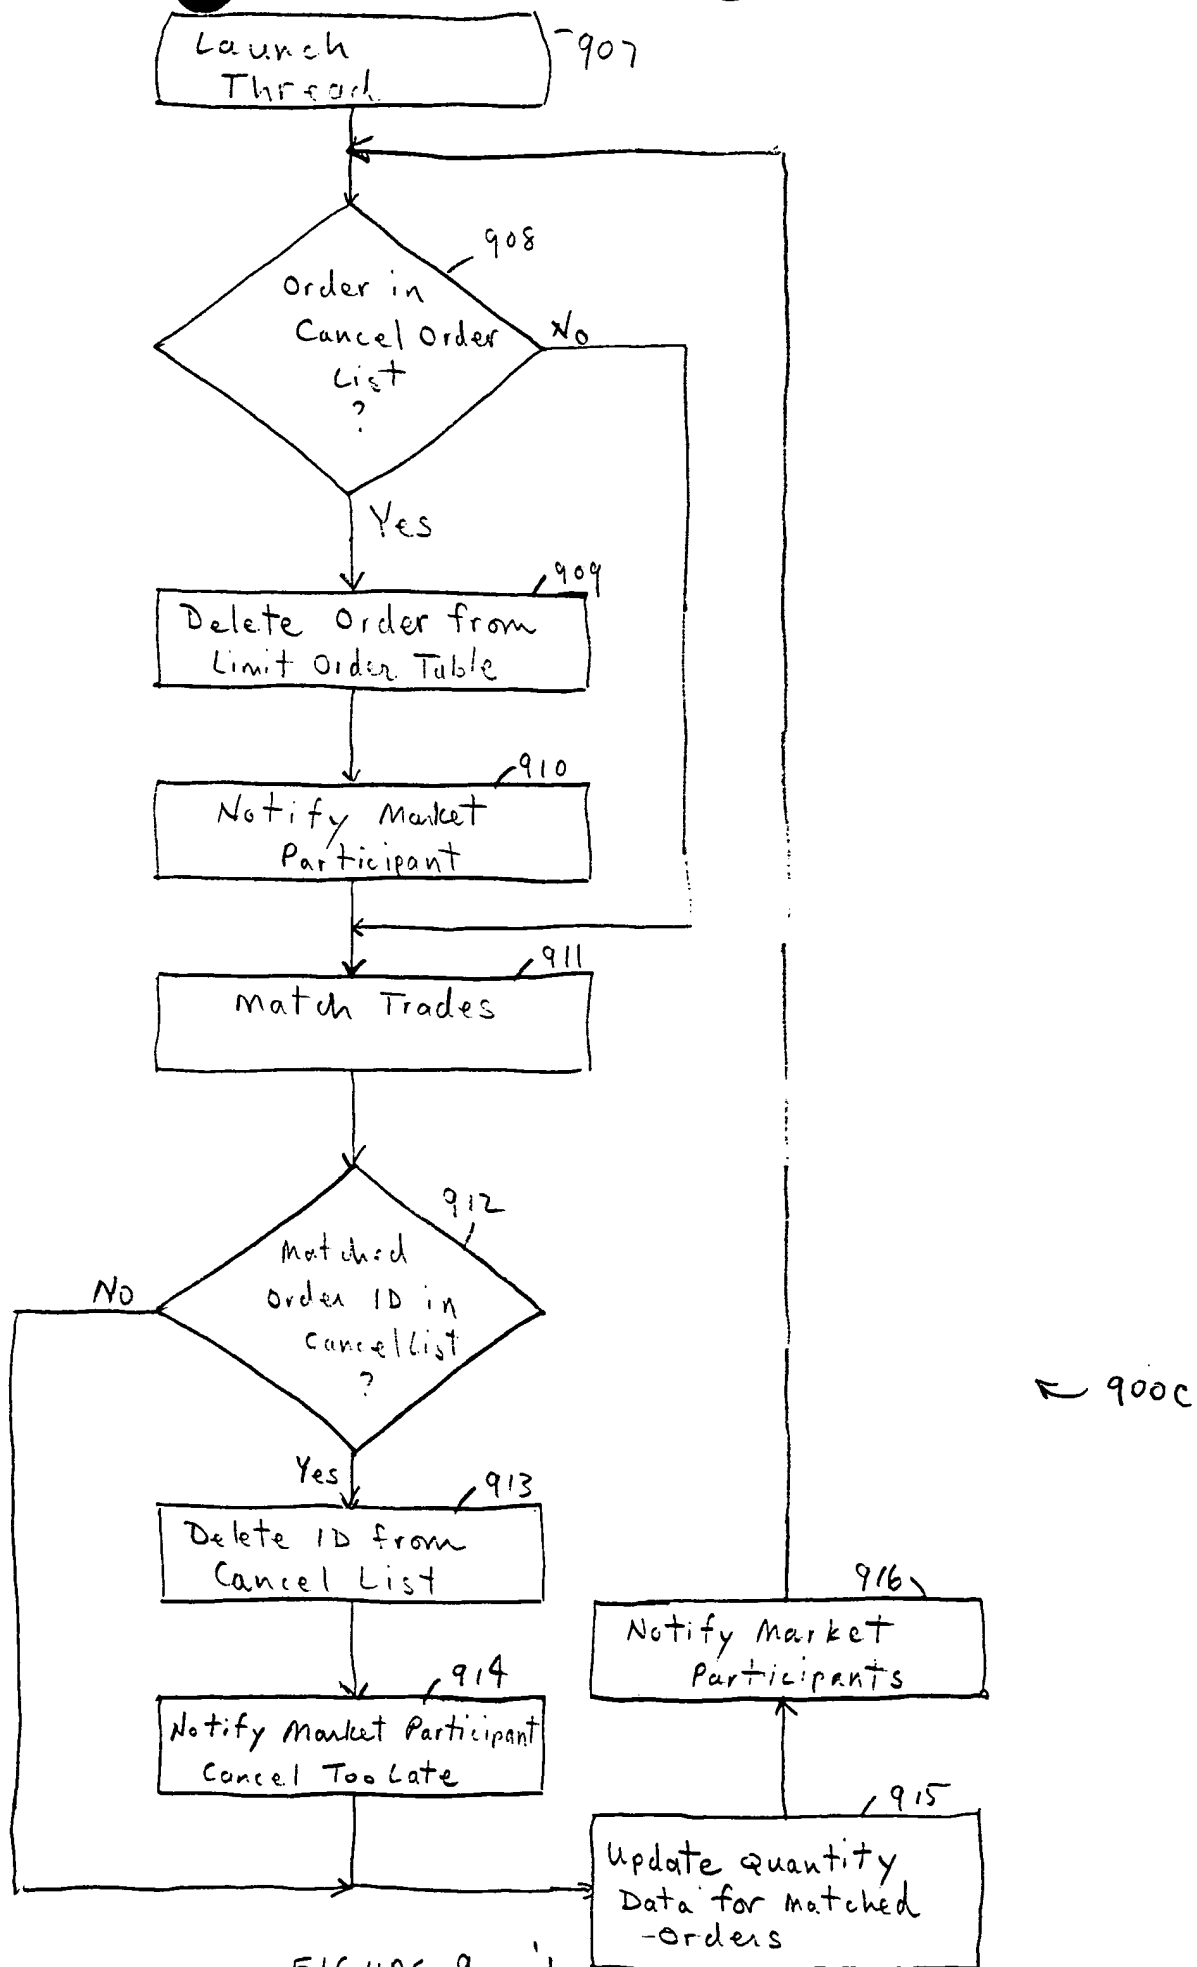 Launch
Thread
907
908
Order in
Cancel Order
List
?
No
Yes
909
Delete Order from
Limit Order Table
910
Notify Market
Participant
911
Match Trades
912
Matched
Order ID in
Cancel List
?
No
Yes
913
Delete ID from
Cancel List
914
Notify Market Participant
Cancel Too Late
915
Update Quantity
Data for Matched
-Orders
916
Notify Market
Participants
900C
FIGURE 9